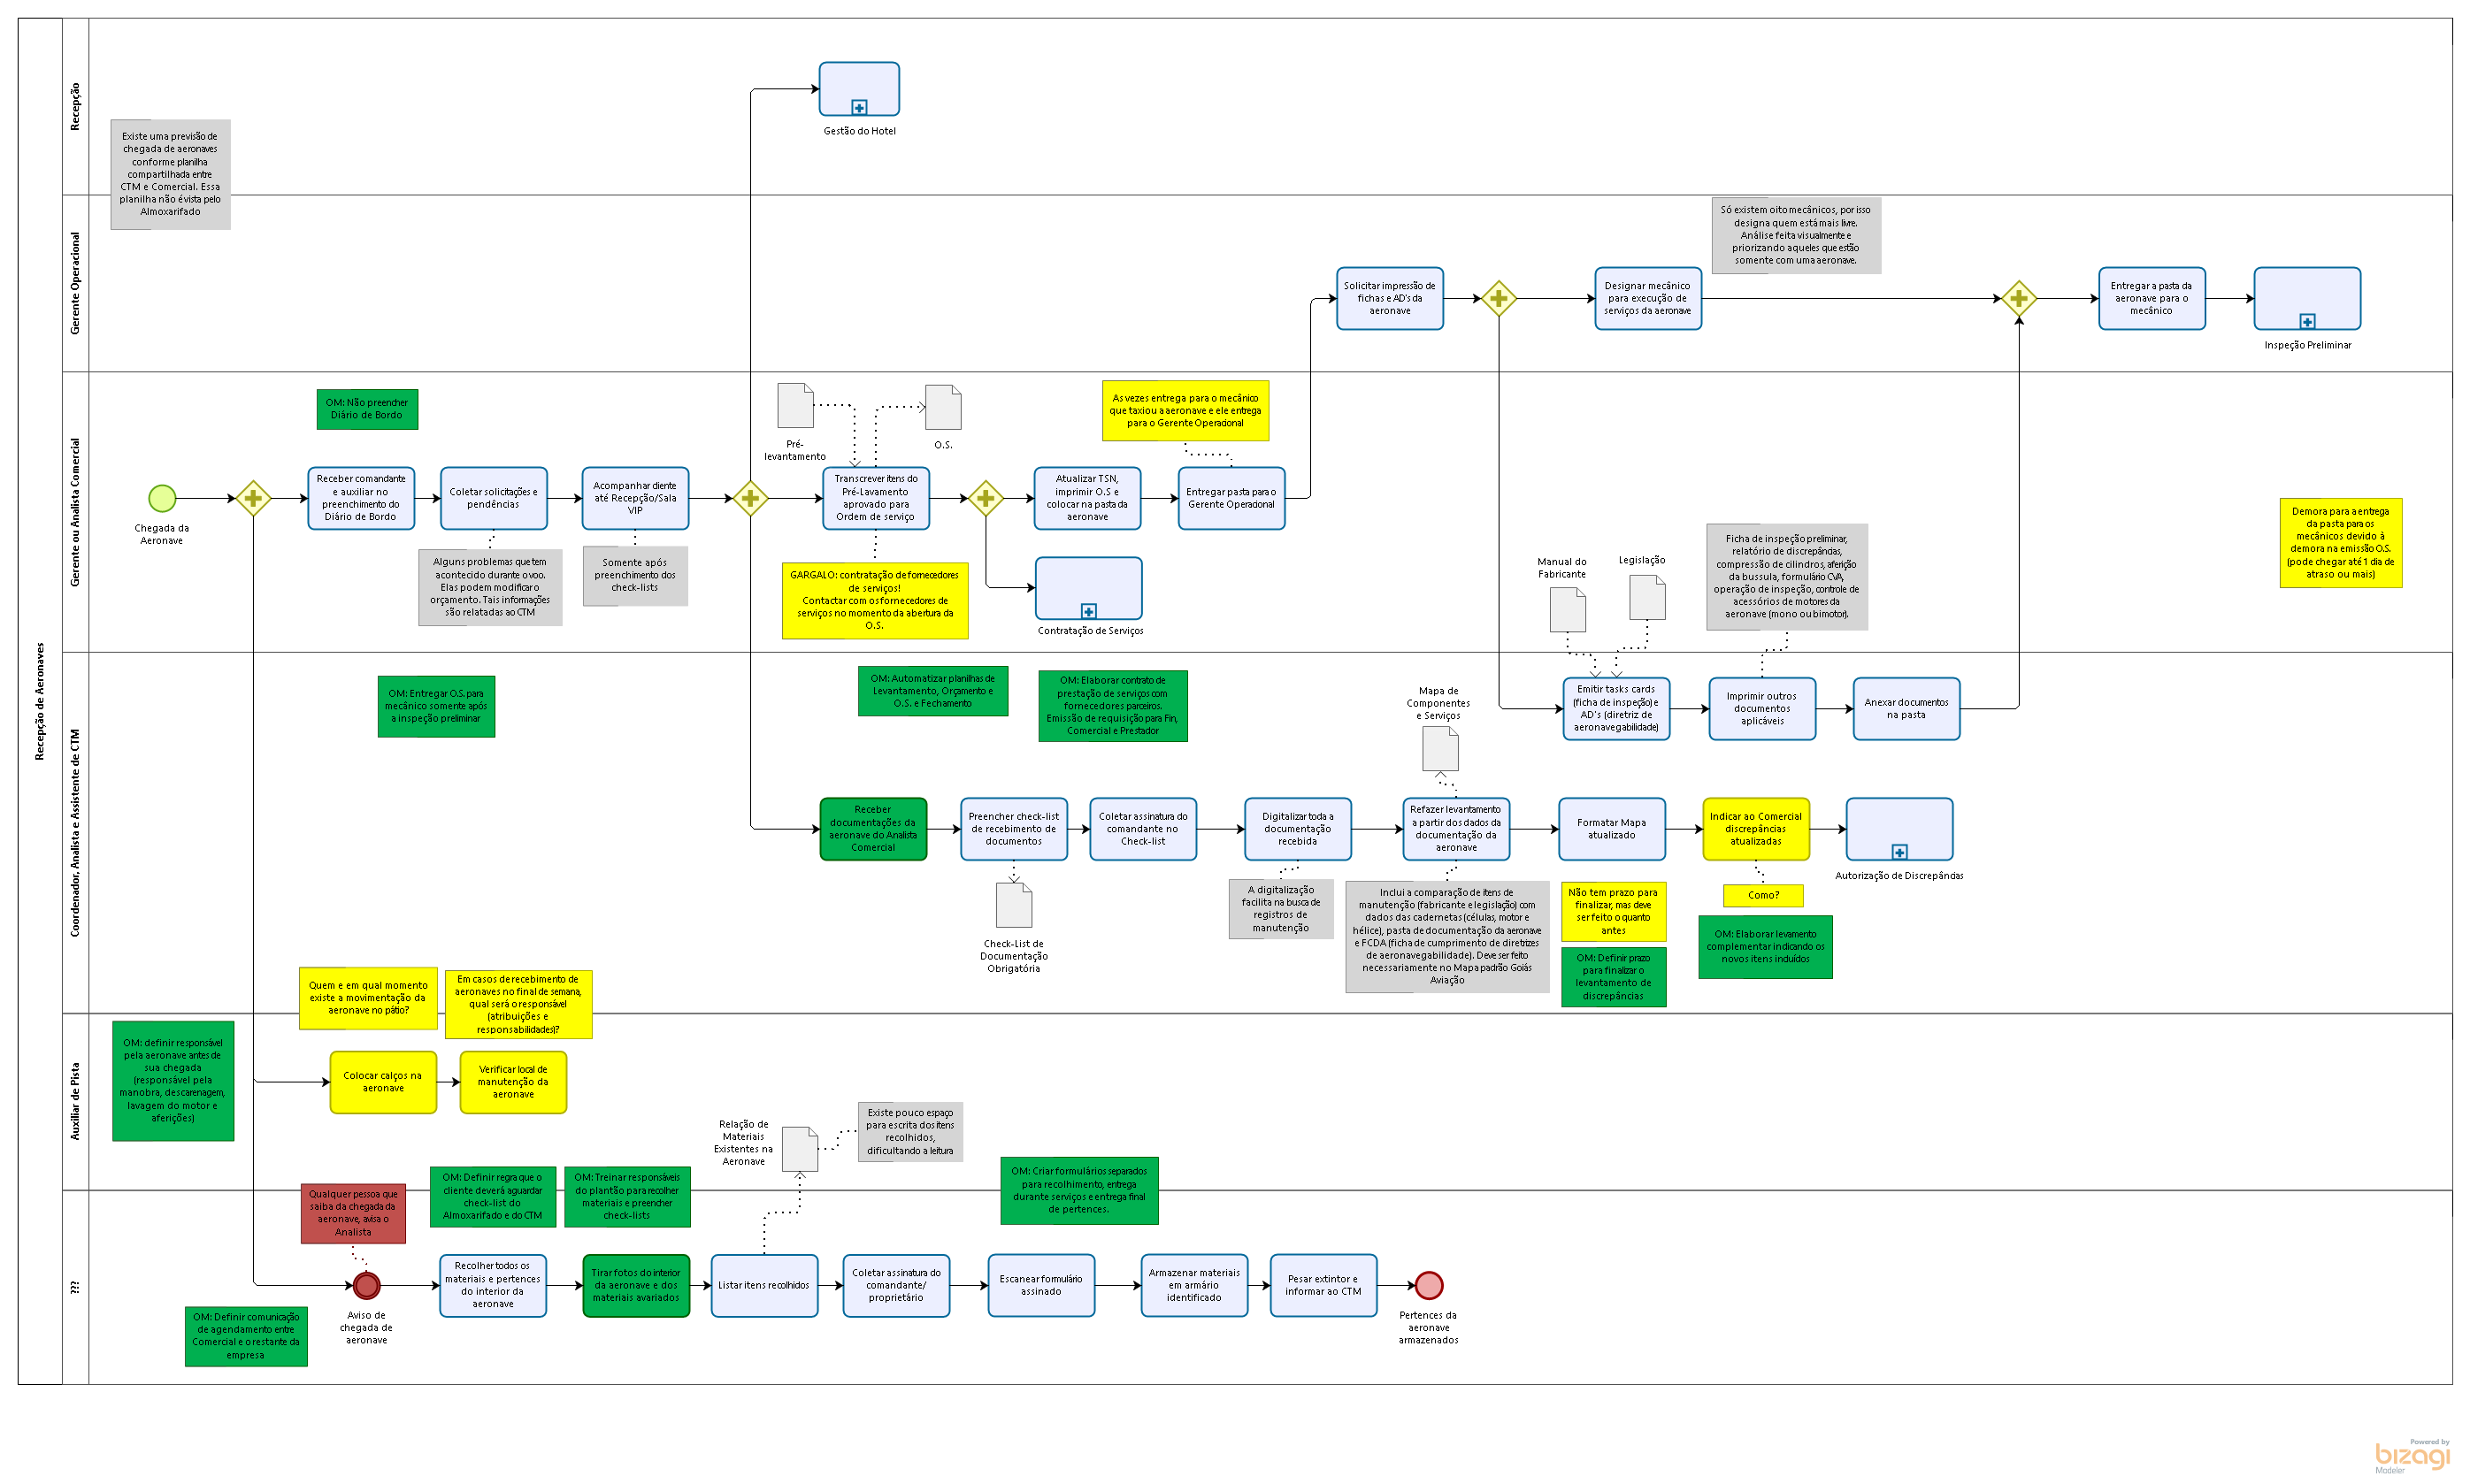 Recepção de Aeronaves
Recepção
Existe uma previsão de
chegada de aeronaves
conforme planilha
compartilhada entre
CTM e Comercial. Essa
planilha não é vista pelo
Almoxarifado
Gestão do Hotel
Gerente Operacional
Solicitar impressão de
fichas e AD's da
aeronave
Designar mecânico
para execução de
serviços da aeronave
Só existem oito mecânicos, por isso
designa quem está mais livre.
Análise feita visualmente e
priorizando aqueles que estão
somente com uma aeronave.
Entregar a pasta da
aeronave para o
mecânico
Inspeção Preliminar
Gerente ou Analista Comercial
OM: Não preencher
Diário de Bordo
Chegada da
Aeronave
Receber comandante
e auxiliar no
preenchimento do
Diário de Bordo
Coletar solicitações e
pendências
Acompanhar cliente
até Recepção/Sala
VIP
Alguns problemas que tem
acontecido durante o voo.
Elas podem modificar o
orçamento. Tais informações
são relatadas ao CTM
Somente após
preenchimento dos
check-lists
Pré-
levantamento
O.S.
Transcrever itens do
Pré-Lavamento
aprovado para
Ordem de serviço
GARGALO: contratação de fornecedores
de serviços!
Contactar com os fornecedores de
serviços no momento da abertura da
O.S.
Atualizar TSN,
imprimir O.S e
colocar na pasta da
aeronave
Entregar pasta para o
Gerente Operacional
As vezes entrega para o mecânico
que taxiou a aeronave e ele entrega
para o Gerente Operacional
Contratação de Serviços
Manual do
Fabricante
Legislação
Ficha de inspeção preliminar,
relatório de discrepâncias,
compressão de cilindros, aferição
da bussula, formulário CVA,
operação de inspeção, controle de
acessórios de motores da
aeronave (mono ou bimotor).
Demora para a entrega
da pasta para os
mecânicos devido à
demora na emissão O.S.
(pode chegar até 1 dia de
atraso ou mais)
Coordenador, Analista e Assistente de CTM
OM: Entregar O.S. para
mecânico somente após
a inspeção preliminar
OM: Automatizar planilhas de
Levantamento, Orçamento e
O.S. e Fechamento
OM: Elaborar contrato de
prestação de serviços com
fornecedores parceiros.
Emissão de requisição para Fin,
Comercial e Prestador
Mapa de
Componentes
e Serviços
Emitir tasks cards
(ficha de inspeção) e
AD's (diretriz de
aeronavegabilidade)
Imprimir outros
documentos
aplicáveis
Anexar documentos
na pasta
Receber
documentações da
aeronave do Analista
Comercial
Preencher check-list
de recebimento de
documentos
Coletar assinatura do
comandante no
Check-list
Digitalizar toda a
documentação
recebida
Refazer levantamento
a partir dos dados da
documentação da
aeronave
Formatar Mapa
atualizado
Indicar ao Comercial
discrepâncias
atualizadas
Autorização de Discrepâncias
Check-List de
Documentação
Obrigatória
A digitalização
facilita na busca de
registros de
manutenção
Inclui a comparação de itens de
manutenção (fabricante e legislação) com
dados das cadernetas (células, motor e
hélice), pasta de documentação da aeronave
e FCDA (ficha de cumprimento de diretrizes
de aeronavegabilidade). Deve ser feito
necessariamente no Mapa padrão Goiás
Aviação
Não tem prazo para
finalizar, mas deve
ser feito o quanto
antes
OM: Definir prazo
para finalizar o
levantamento de
discrepâncias
Como?
OM: Elaborar levamento
complementar indicando os
novos itens incluídos
Quem e em qual momento
existe a movimentação da
aeronave no pátio?
Em casos de recebimento de
aeronaves no final de semana,
qual será o responsável
(atribuições e
responsabilidades)?
Auxiliar de Pista
OM: definir responsável
pela aeronave antes de
sua chegada
(responsável pela
manobra, descarenagem,
lavagem do motor e
aferições)
Colocar calços na
aeronave
Verificar local de
manutenção da
aeronave
Relação de
Materiais
Existentes na
Aeronave
Existe pouco espaço
para escrita dos itens
recolhidos,
dificultando a leitura
???
Qualquer pessoa que
saiba da chegada da
aeronave, avisa o
Analista
OM: Definir regra que o
cliente deverá aguardar
check-list do
Almoxarifado e do CTM
OM: Treinar responsáveis
do plantão para recolher
materiais e preencher
check-lists
OM: Criar formulários separados
para recolhimento, entrega
durante serviços e entrega final
de pertences.
OM: Definir comunicação
de agendamento entre
Comercial e o restante da
empresa
Aviso de
chegada de
aeronave
Recolher todos os
materiais e pertences
do interior da
aeronave
Tirar fotos do interior
da aeronave e dos
materiais avariados
Listar itens recolhidos
Coletar assinatura do
comandante/
proprietário
Escanear formulário
assinado
Armazenar materiais
em armário
identificado
Pesar extintor e
informar ao CTM
Pertences da
aeronave
armazenados
Powered by
bizagi
Modeler